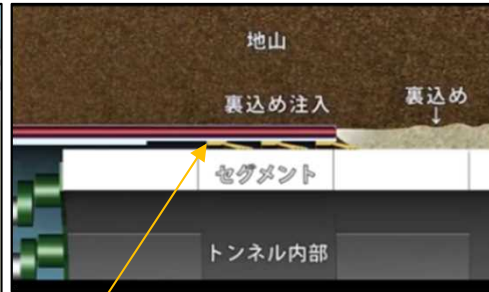 地山
裏込め注入
裏込め
↓
セグメント
トンネル内部